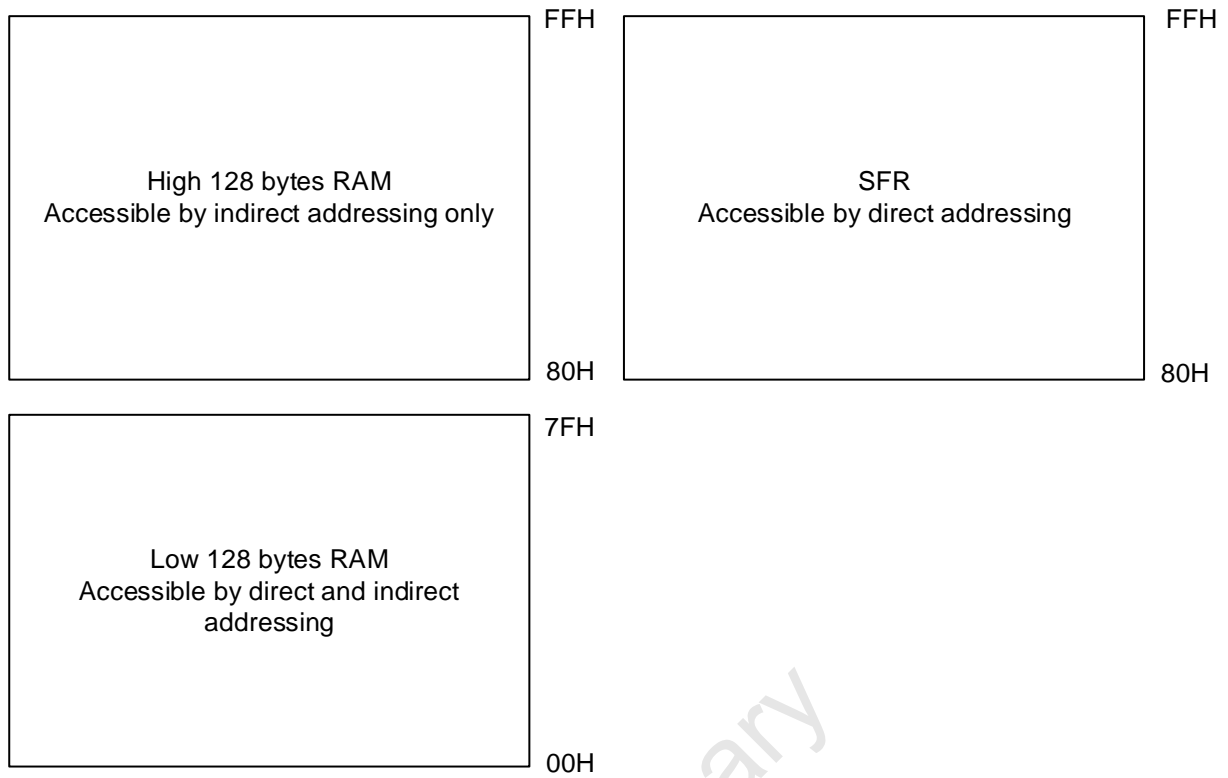 FFH
High 128 bytes RAM
Accessible by indirect addressing only
80H
FFH
SFR
Accessible by direct addressing
80H
7FH
Low 128 bytes RAM
Accessible by direct and indirect
addressing
00H
ary